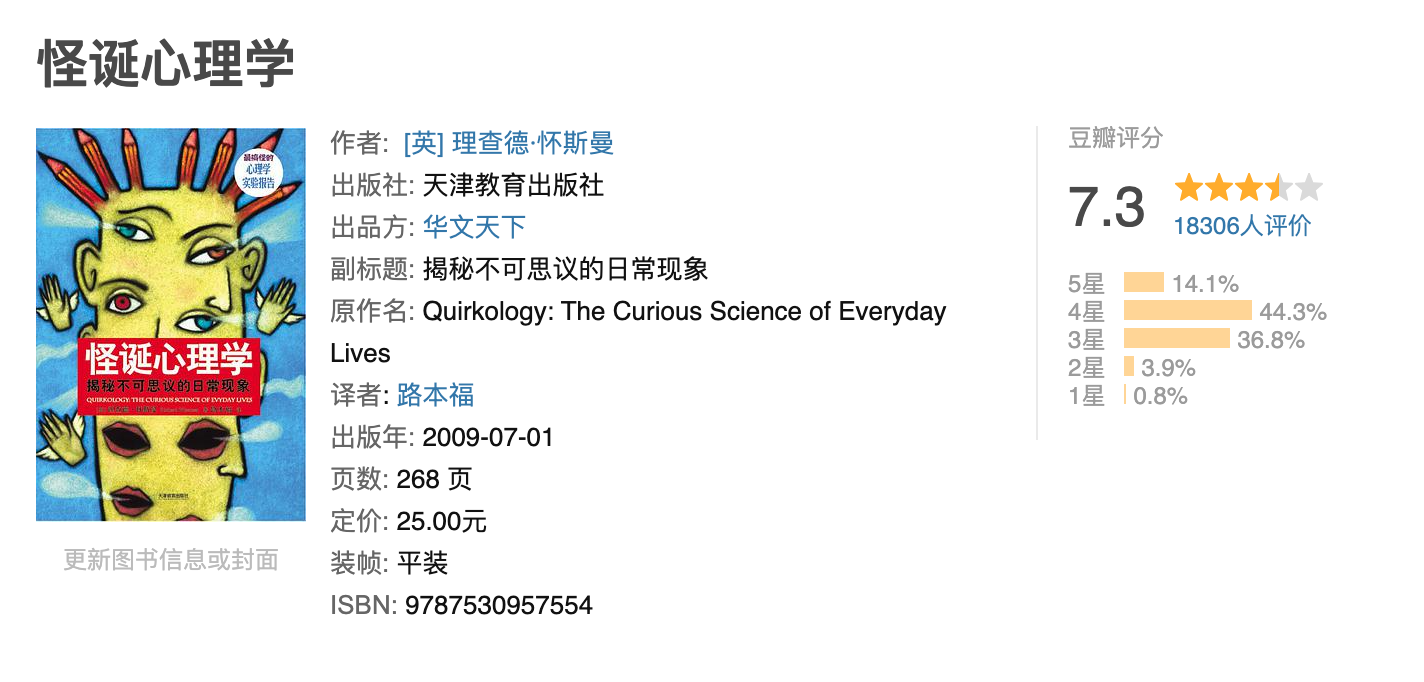 怪诞心理学
最搞怪的
心理学
实验报告
怪诞心理学
揭秘不可思议的日常现象
QUIRKOLOGY: THE CURIOUS SCIENCE OF EVYDAY LIVES
天津教育出版社
更新图书信息或封面
作者: [英] 理查德·怀斯曼
出版社: 天津教育出版社
出品方: 华文天下
副标题: 揭秘不可思议的日常现象
原作名: Quirkology: The Curious Science of Everyday
Lives
译者: 路本福
出版年: 2009-07-01
页数: 268 页
定价: 25.00元
装帧: 平装
ISBN: 9787530957554
豆瓣评分
7.3
18306人评价
5星 14.1%
4星 44.3%
3星 36.8%
2星 3.9%
1星 0.8%